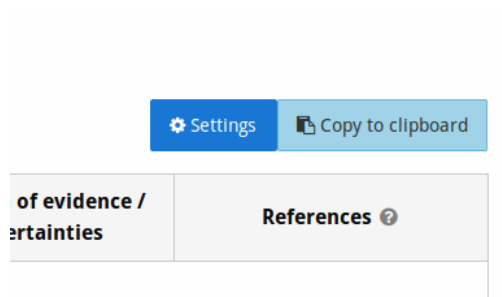 Settings
Copy to clipboard
of evidence /
References
ertainties